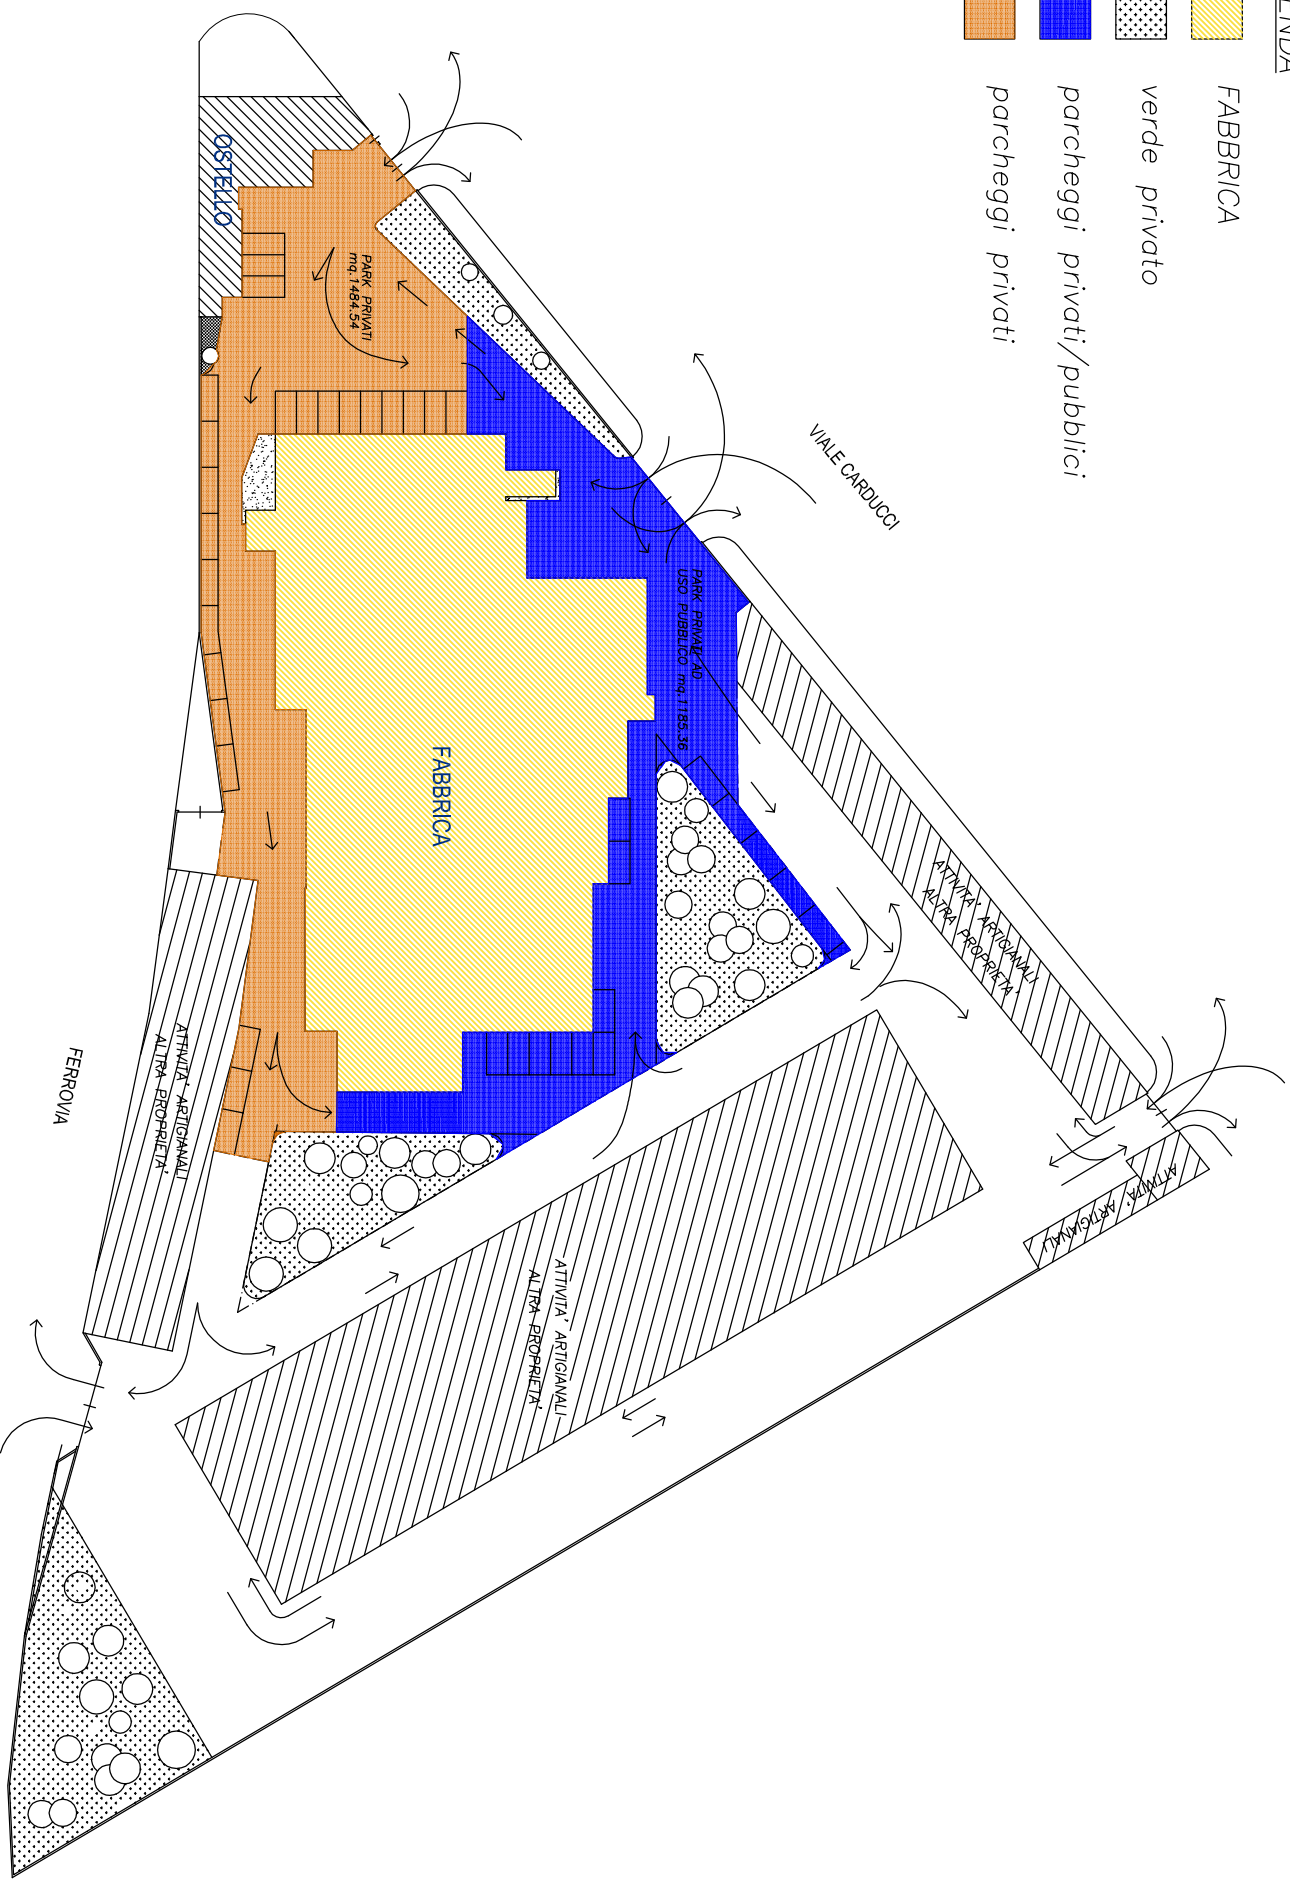 ENDA
FABBRICA
verde privato
parcheggi privati/pubblici
parcheggi privati
VIALE CARDUCCI
OSTELLO
PARK PRIVATI
mq.1484.54
PARK PRIVATI AD
USO PUBBLICO mq.1185.36
FABBRICA
ATTIVITA' ARTIGIANALI
ALTRA PROPRIETA'
ATTIVITA' ARTIGIANALI
ATTIVITA' ARTIGIANALI
ALTRA PROPRIETA'
ATTIVITA' ARTIGIANALI
ALTRA PROPRIETA'
FERROVIA